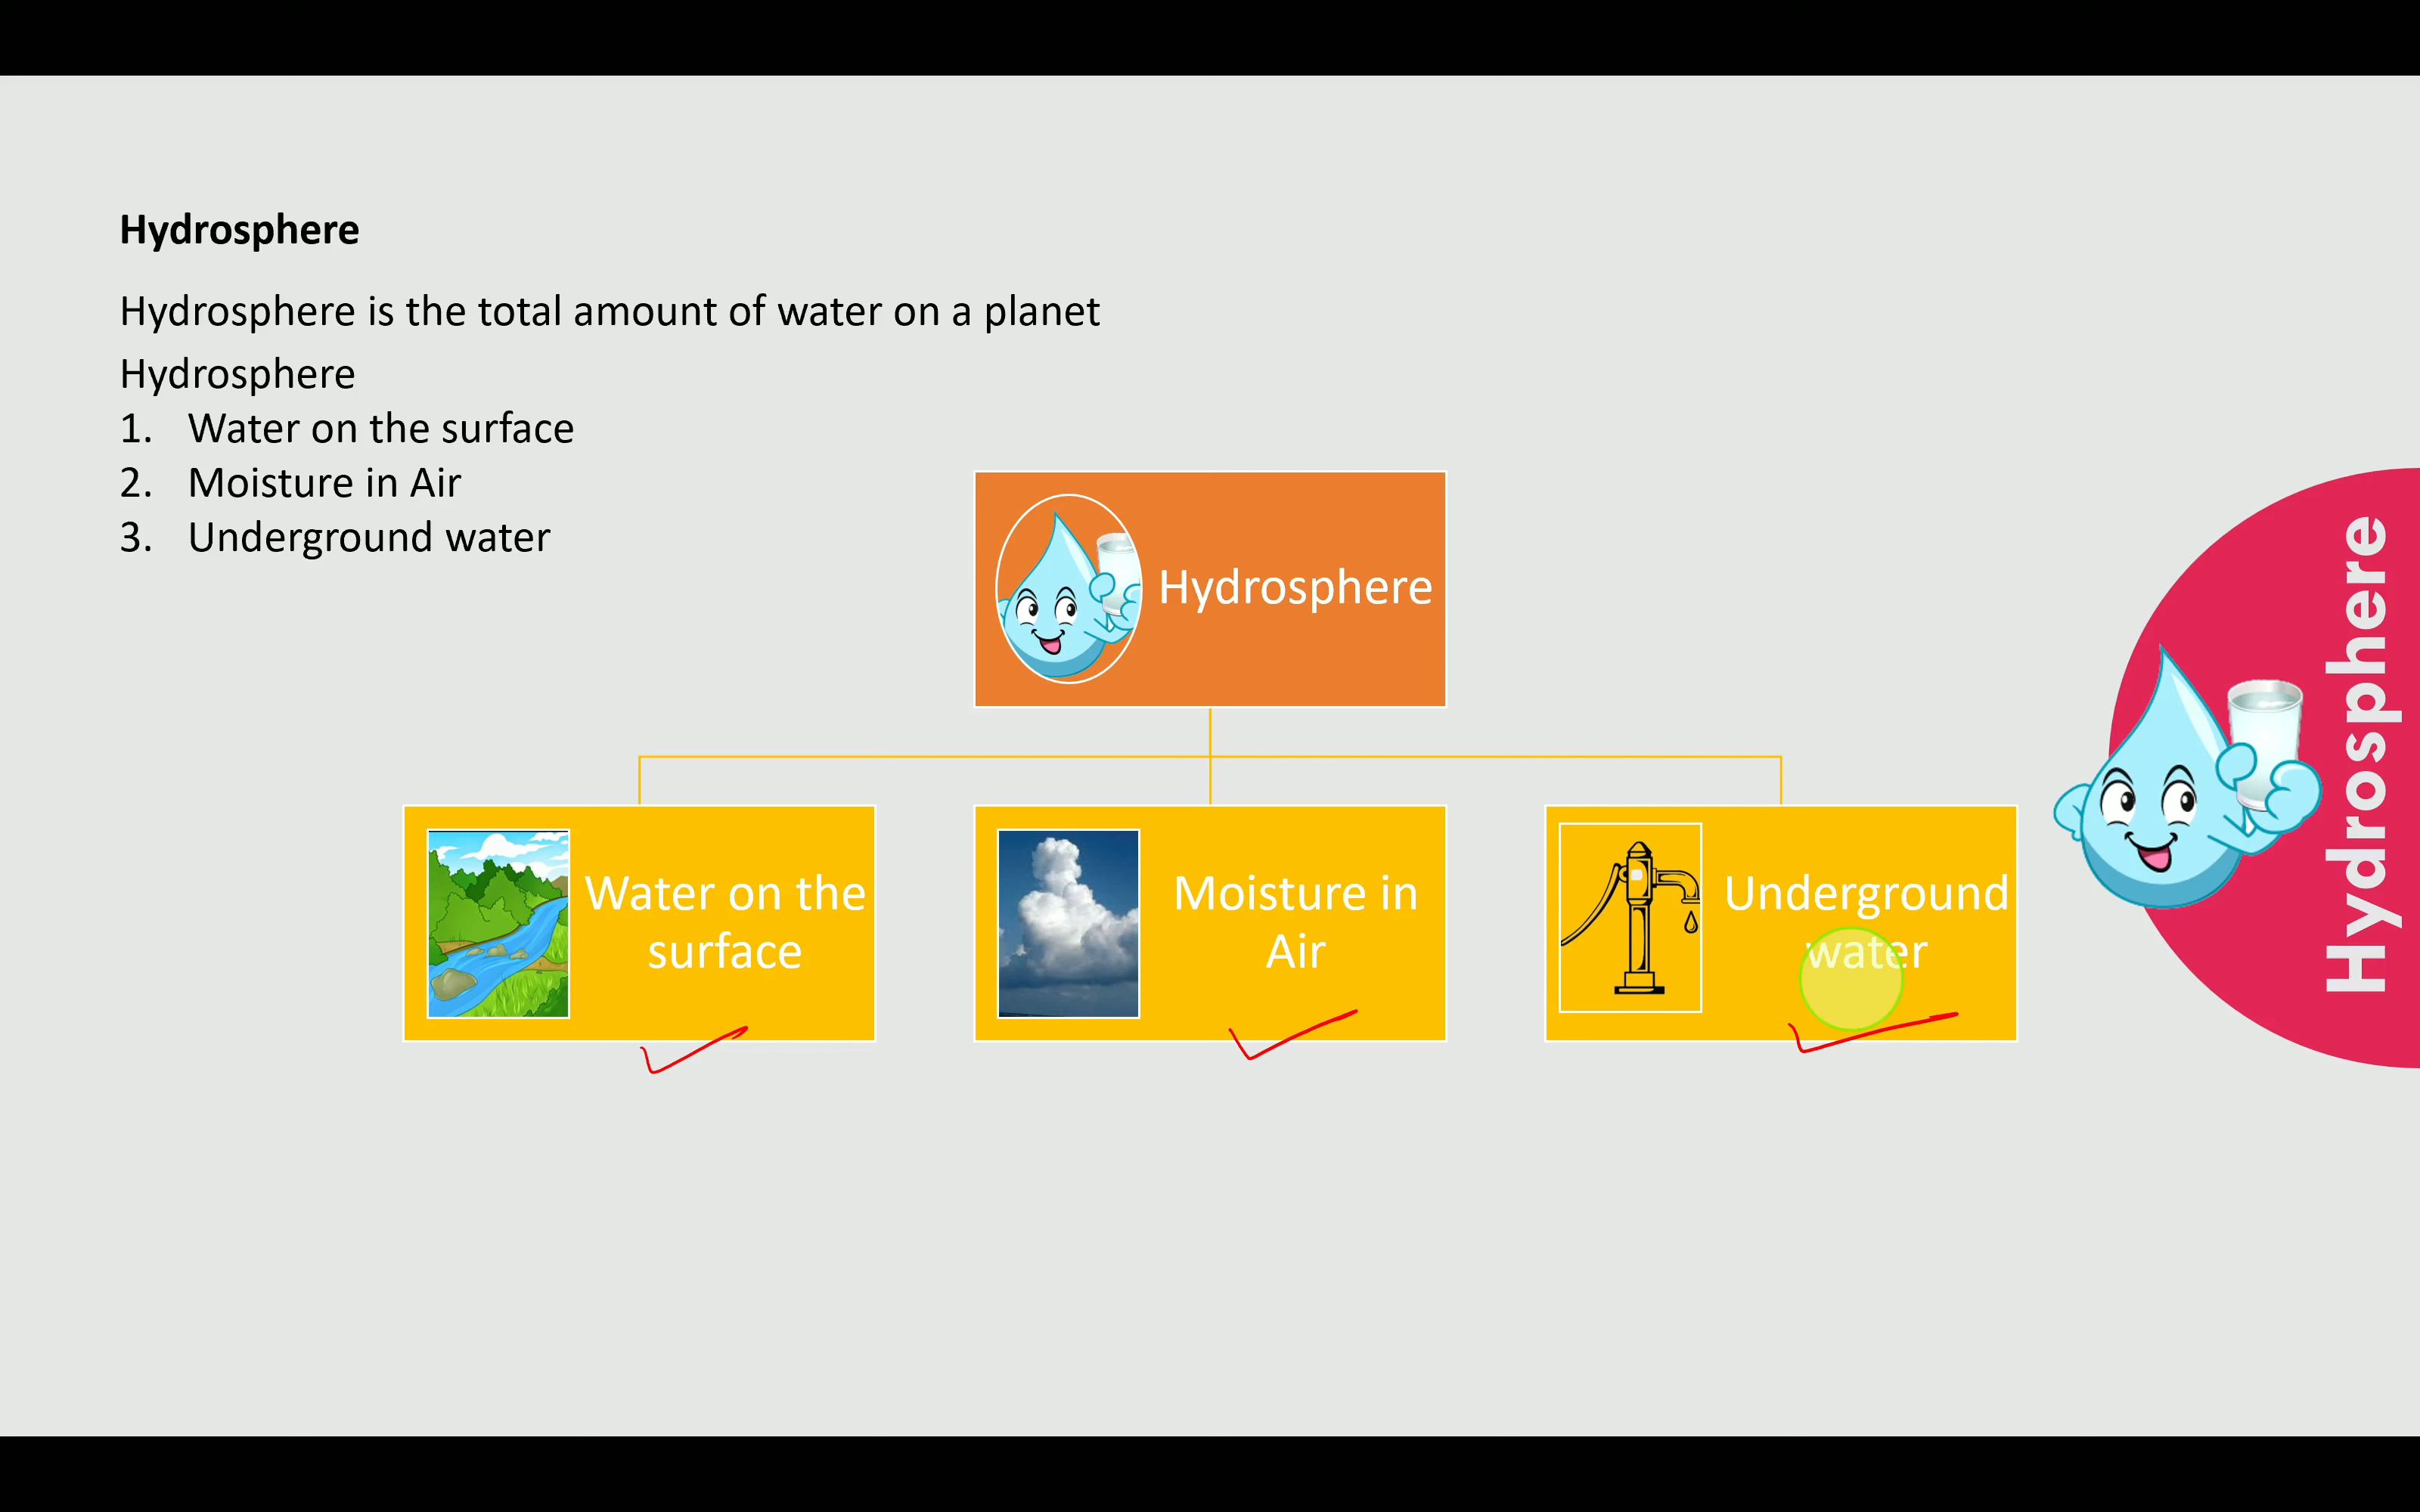 Hydrosphere
Hydrosphere is the total amount of water on a planet
Hydrosphere
1. Water on the surface
2. Moisture in Air
3. Underground water
Hydrosphere
Water on the
surface
Moisture in
Air
Underground
water
Hydrosphere